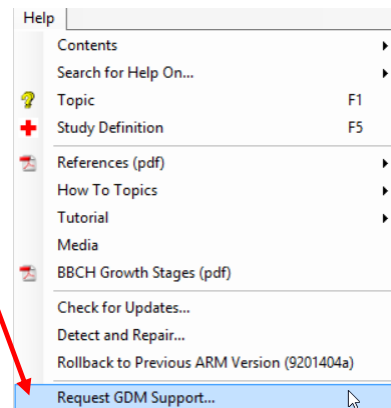 Help
Contents
Search for Help On...
Topic F1
Study Definition F5
References (pdf)
How To Topics
Tutorial
Media
BBCH Growth Stages (pdf)
Check for Updates...
Detect and Repair...
Rollback to Previous ARM Version (9201404a)
Request GDM Support...